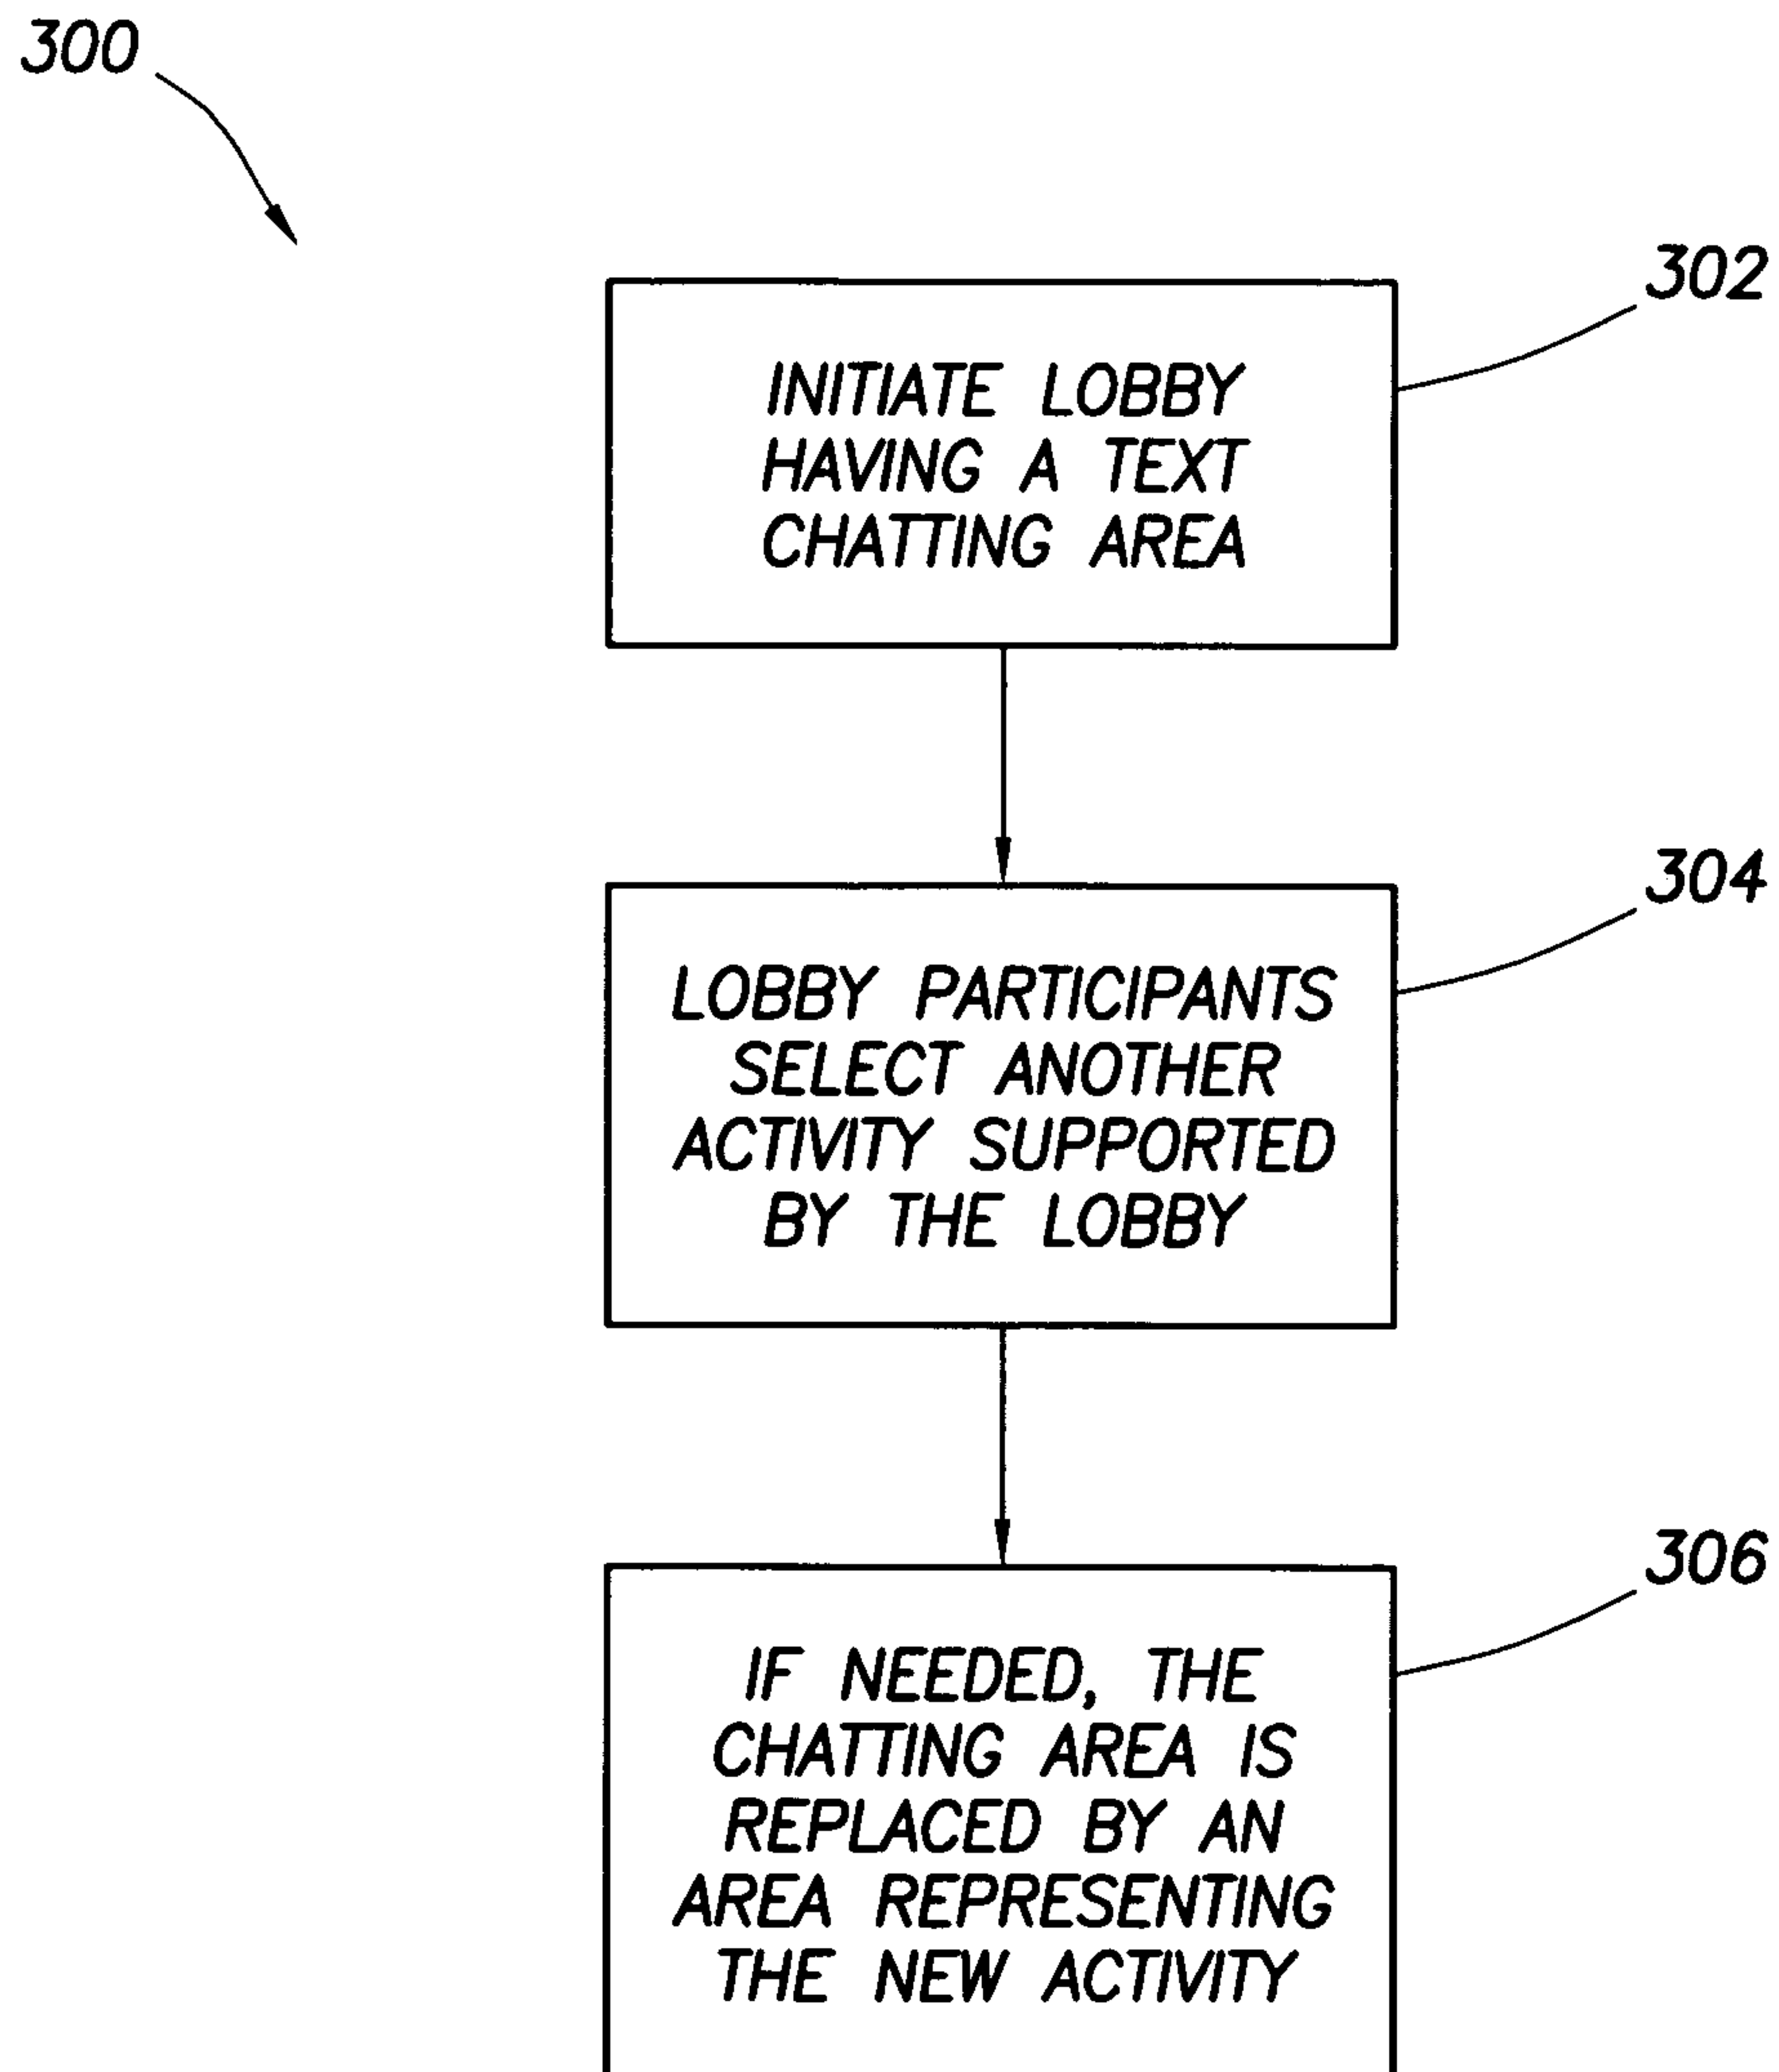 300
302
INITIATE LOBBY
HAVING A TEXT
CHATTING AREA
304
LOBBY PARTICIPANTS
SELECT ANOTHER
ACTIVITY SUPPORTED
BY THE LOBBY
306
IF NEEDED, THE
CHATTING AREA IS
REPLACED BY AN
AREA REPRESENTING
THE NEW ACTIVITY